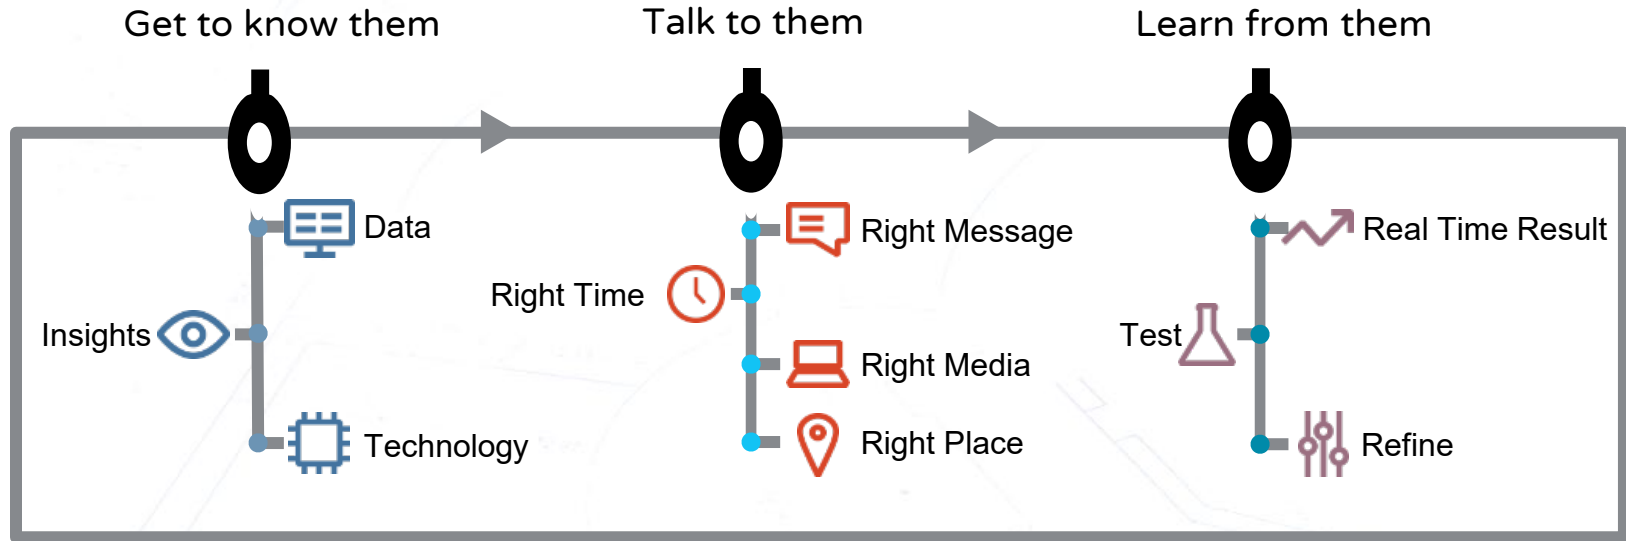 Get to know them
Talk to them
Learn from them
Data
Insights
Technology
Right Message
Right Time
Right Media
Right Place
Real Time Result
Test
Refine